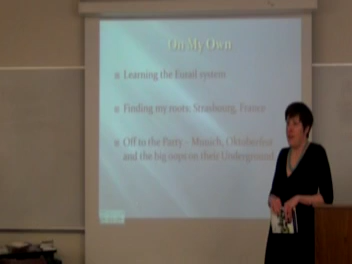 On My Own
Learning the Eurail system
Finding my roots: Strasbourg, France
Off to the Party – Munich, Oktoberfest
and the big oops on their Underground